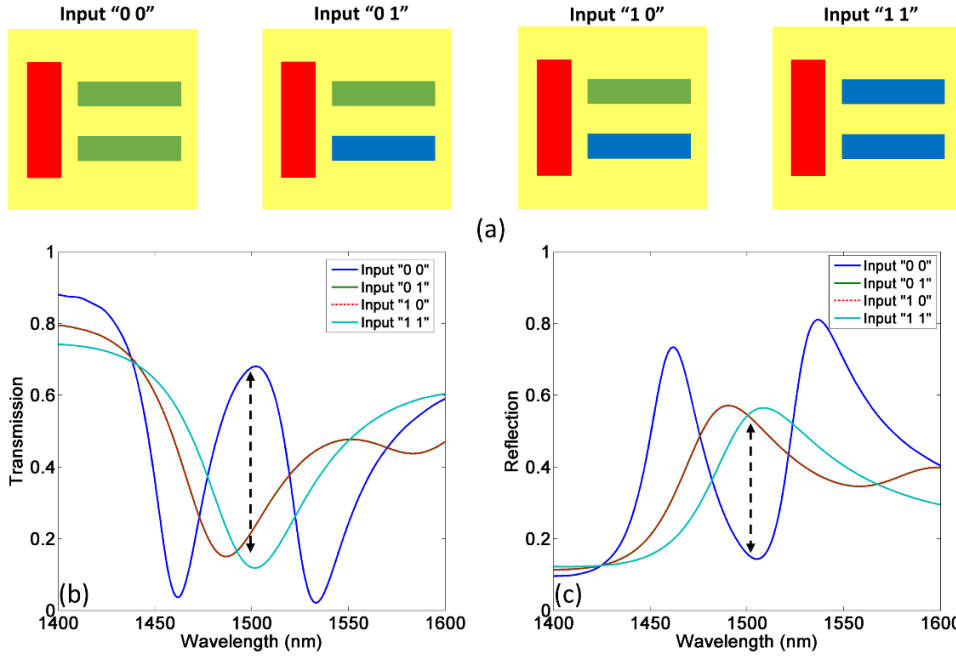 Input “0 0”
Input “0 1”
Input “1 0”
Input “1 1”
(a)
1
0.8
0.6
0.4
0.2
0
Transmission
Input "0 0"
Input "0 1"
Input "1 0"
Input "1 1"
(b)
1400 1450 1500 1550 1600
Wavelength (nm)
1
0.8
0.6
0.4
0.2
0
Reflection
Input "0 0"
Input "0 1"
Input "1 0"
Input "1 1"
(c)
1400 1450 1500 1550 1600
Wavelength (nm)